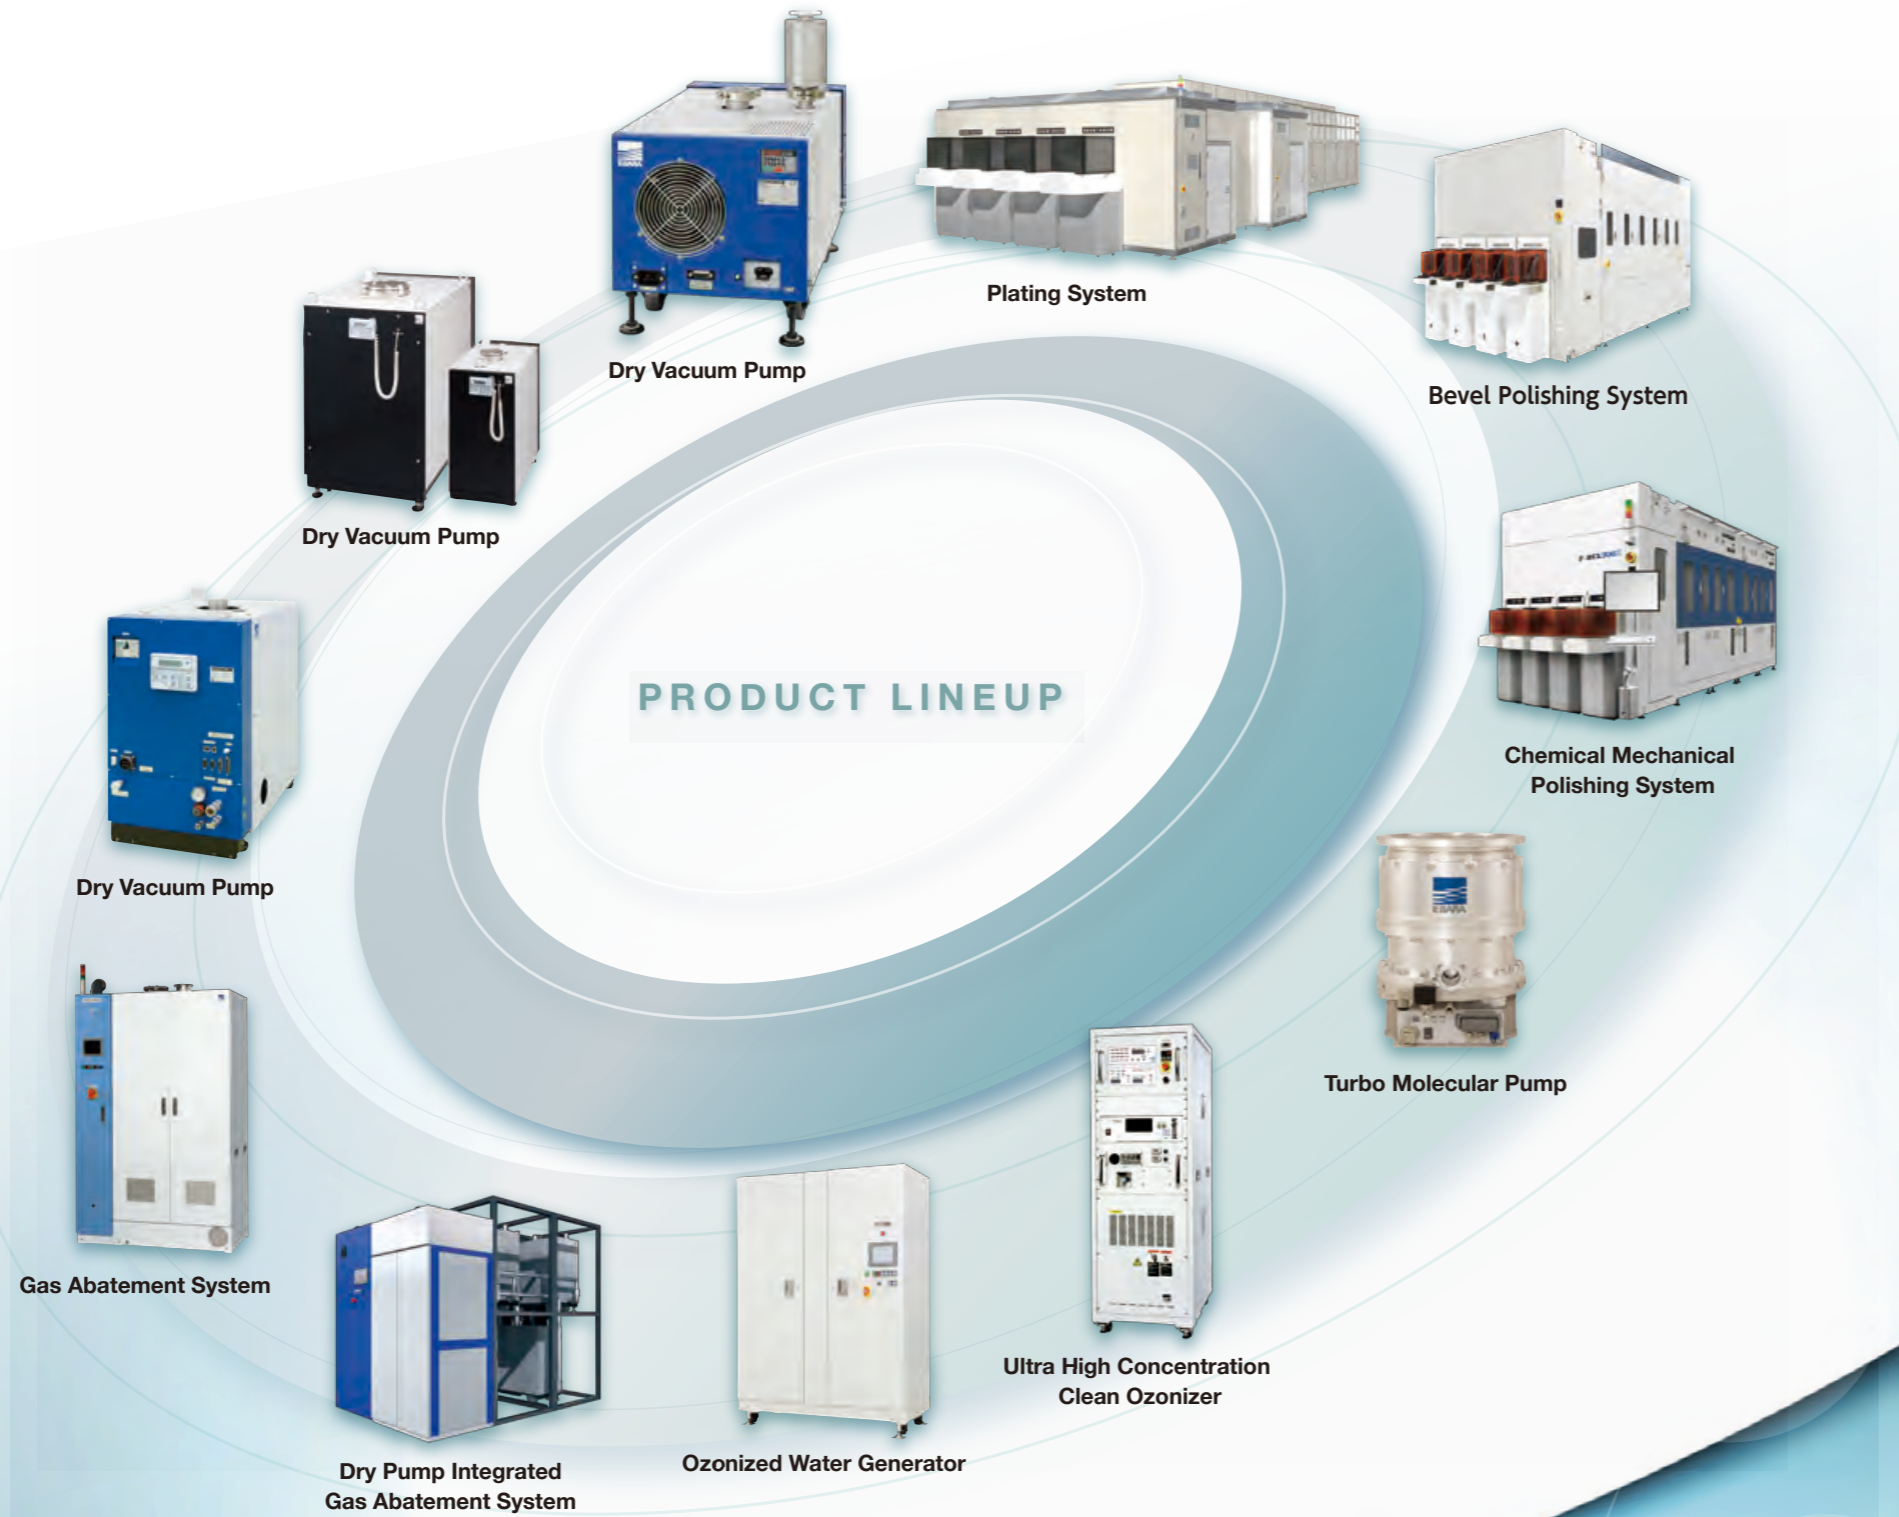 EBARA
Plating System
Dry Vacuum Pump
Bevel Polishing System
Dry Vacuum Pump
PRODUCT LINEUP
Chemical Mechanical
Polishing System
Dry Vacuum Pump
EBARA
Turbo Molecular Pump
Gas Abatement System
Ultra High Concentration
Clean Ozonizer
Ozonized Water Generator
Dry Pump Integrated
Gas Abatement System